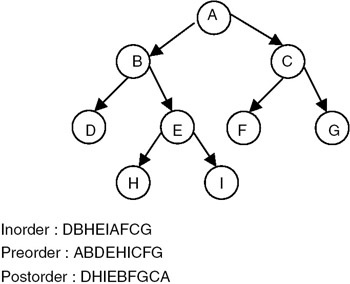 A
B C
D E F G
H I
Inorder : DBHEIAFCG
Preorder : ABDEHICFG
Postorder : DHIEBFGCA